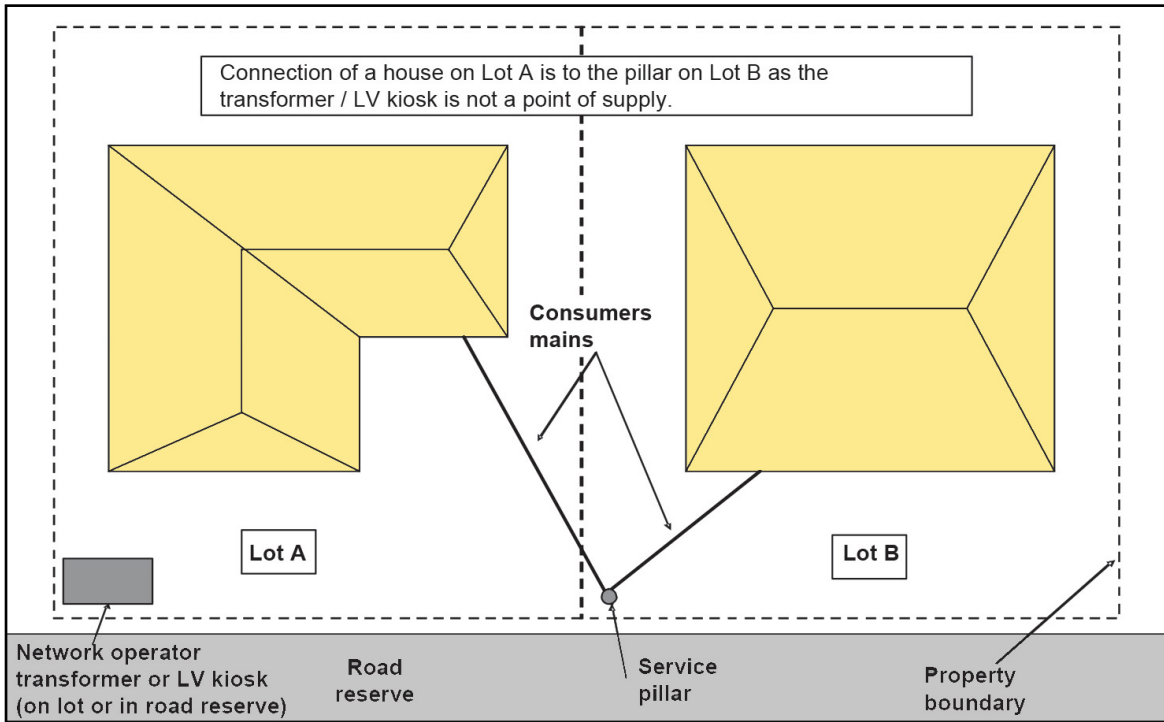 Connection of a house on Lot A is to the pillar on Lot B as the
transformer / LV kiosk is not a point of supply.
Consumers
mains
Lot A
Lot B
Network operator
transformer or LV kiosk
(on lot or in road reserve)
Road
reserve
Service
pillar
Property
boundary